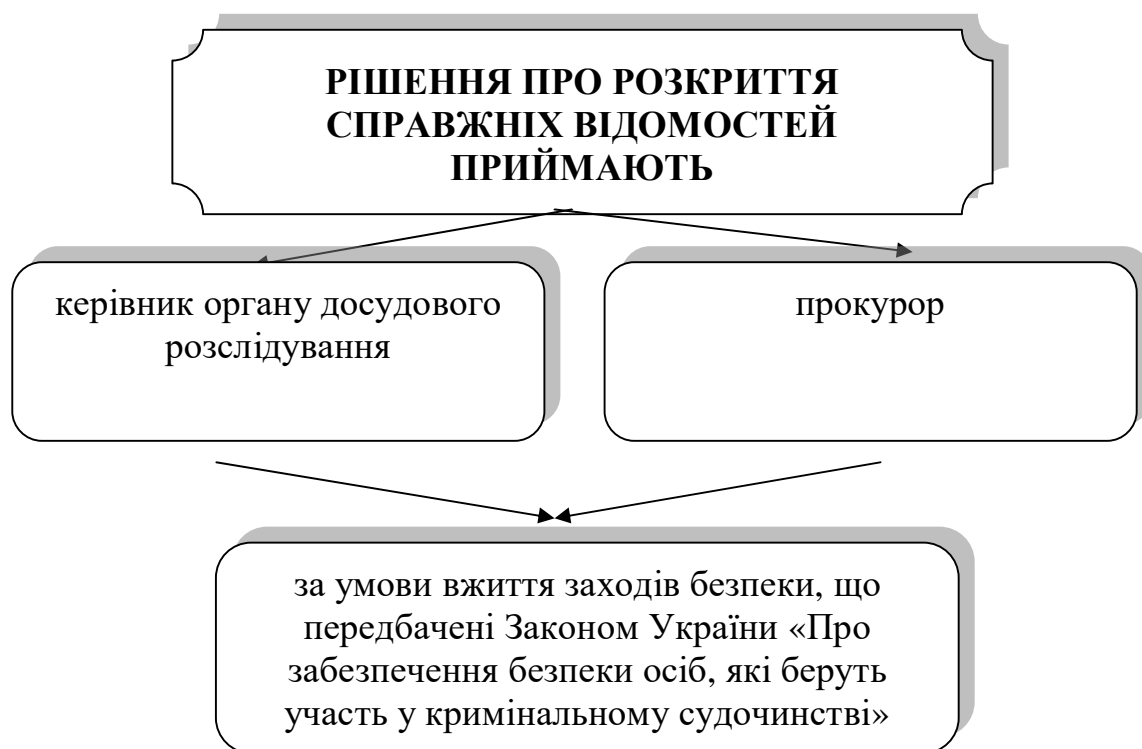 РІШЕННЯ ПРО РОЗКРИТТЯ
СПРАВЖНІХ ВІДОМОСТЕЙ
ПРИЙМАЮТЬ
керівник органу досудового
розслідування
прокурор
за умови вжиття заходів безпеки, що
передбачені Законом України «Про
забезпечення безпеки осіб, які беруть
участь у кримінальному судочинстві»